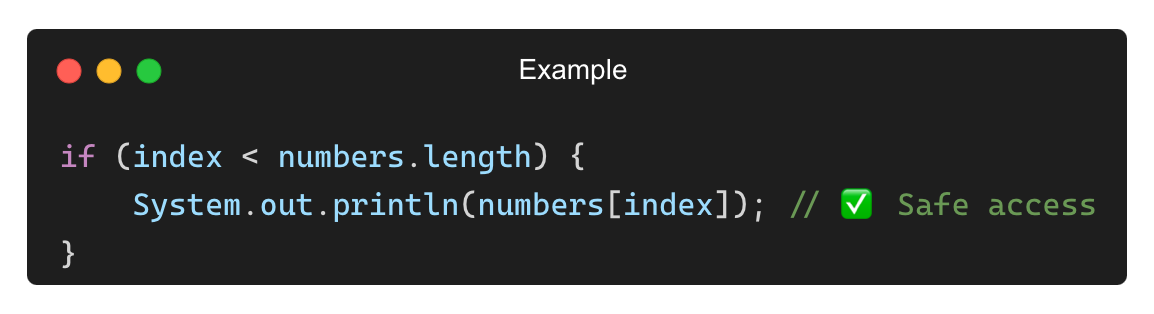 Example
if (index < numbers.length) {
    System.out.println(numbers[index]); // ✅ Safe access
}